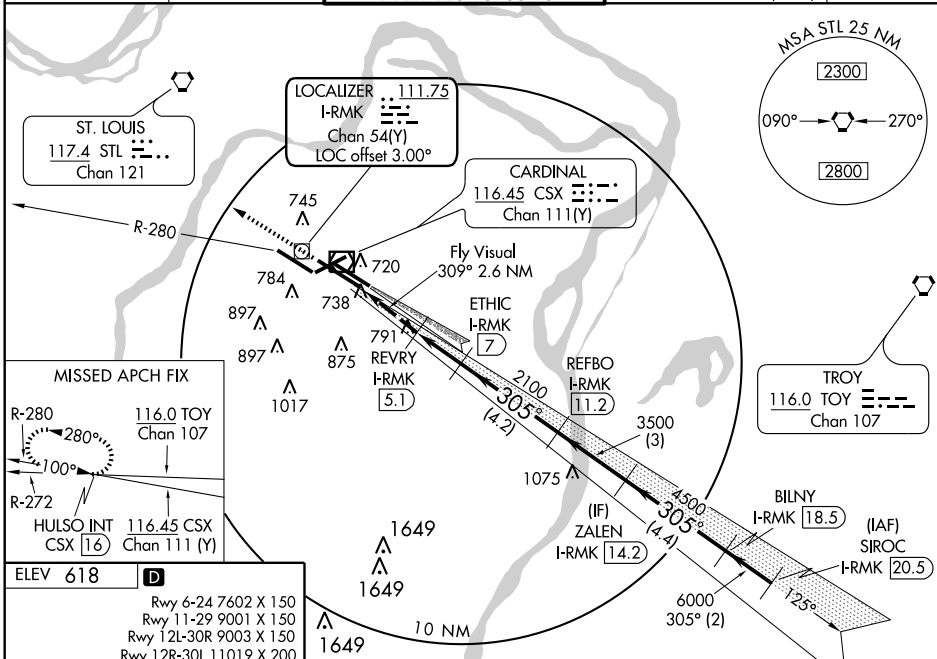 MSA STL 25 NM
2300
090°
270°
2800
LOCALIZER 111.75
I-RMK
Chan 54(Y)
LOC offset 3.00°
ST. LOUIS
117.4 STL
Chan 121
CARDINAL
116.45 CSX
Chan 111(Y)
R-280
745
720
Fly Visual
309° 2.6 NM
784
738
ETHIC
I-RMK
7
897
897
875
791
REVRY
I-RMK
5.1
1017
REFBO
I-RMK
11.2
2100
305°
(4.2)
3500
(3)
TROY
116.0 TOY
Chan 107
MISSED APCH FIX
R-280
116.0 TOY
Chan 107
280°
100°
R-272
HULSO INT
CSX 16
116.45 CSX
Chan 111 (Y)
1075
(IF)
ZALEN
I-RMK 14.2
4500
305°
(4.4)
BILNY
I-RMK 18.5
(IAF)
SIROC
I-RMK 20.5
6000
305° (2)
125°
1649
1649
1649
10 NM
ELEV 618
D
Rwy 6-24 7602 X 150
Rwy 11-29 9001 X 150
Rwy 12L-30R 9003 X 150
Rwy 12R-30L 11019 X 200